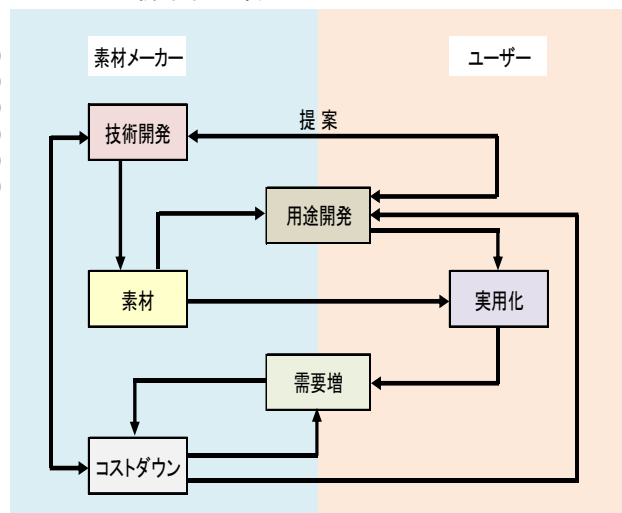 素材メーカー
ユーザー
技術開発
提 案
用途開発
素材
実用化
需要増
コストダウン